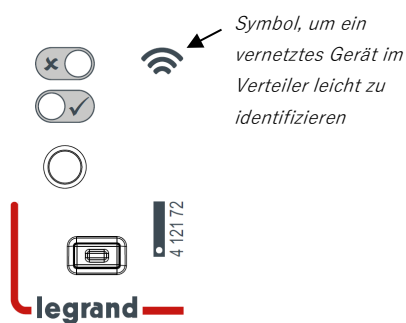 Symbol, um ein
vernetztes Gerät im
Verteiler leicht zu
identifizieren
4 121 72
legrand